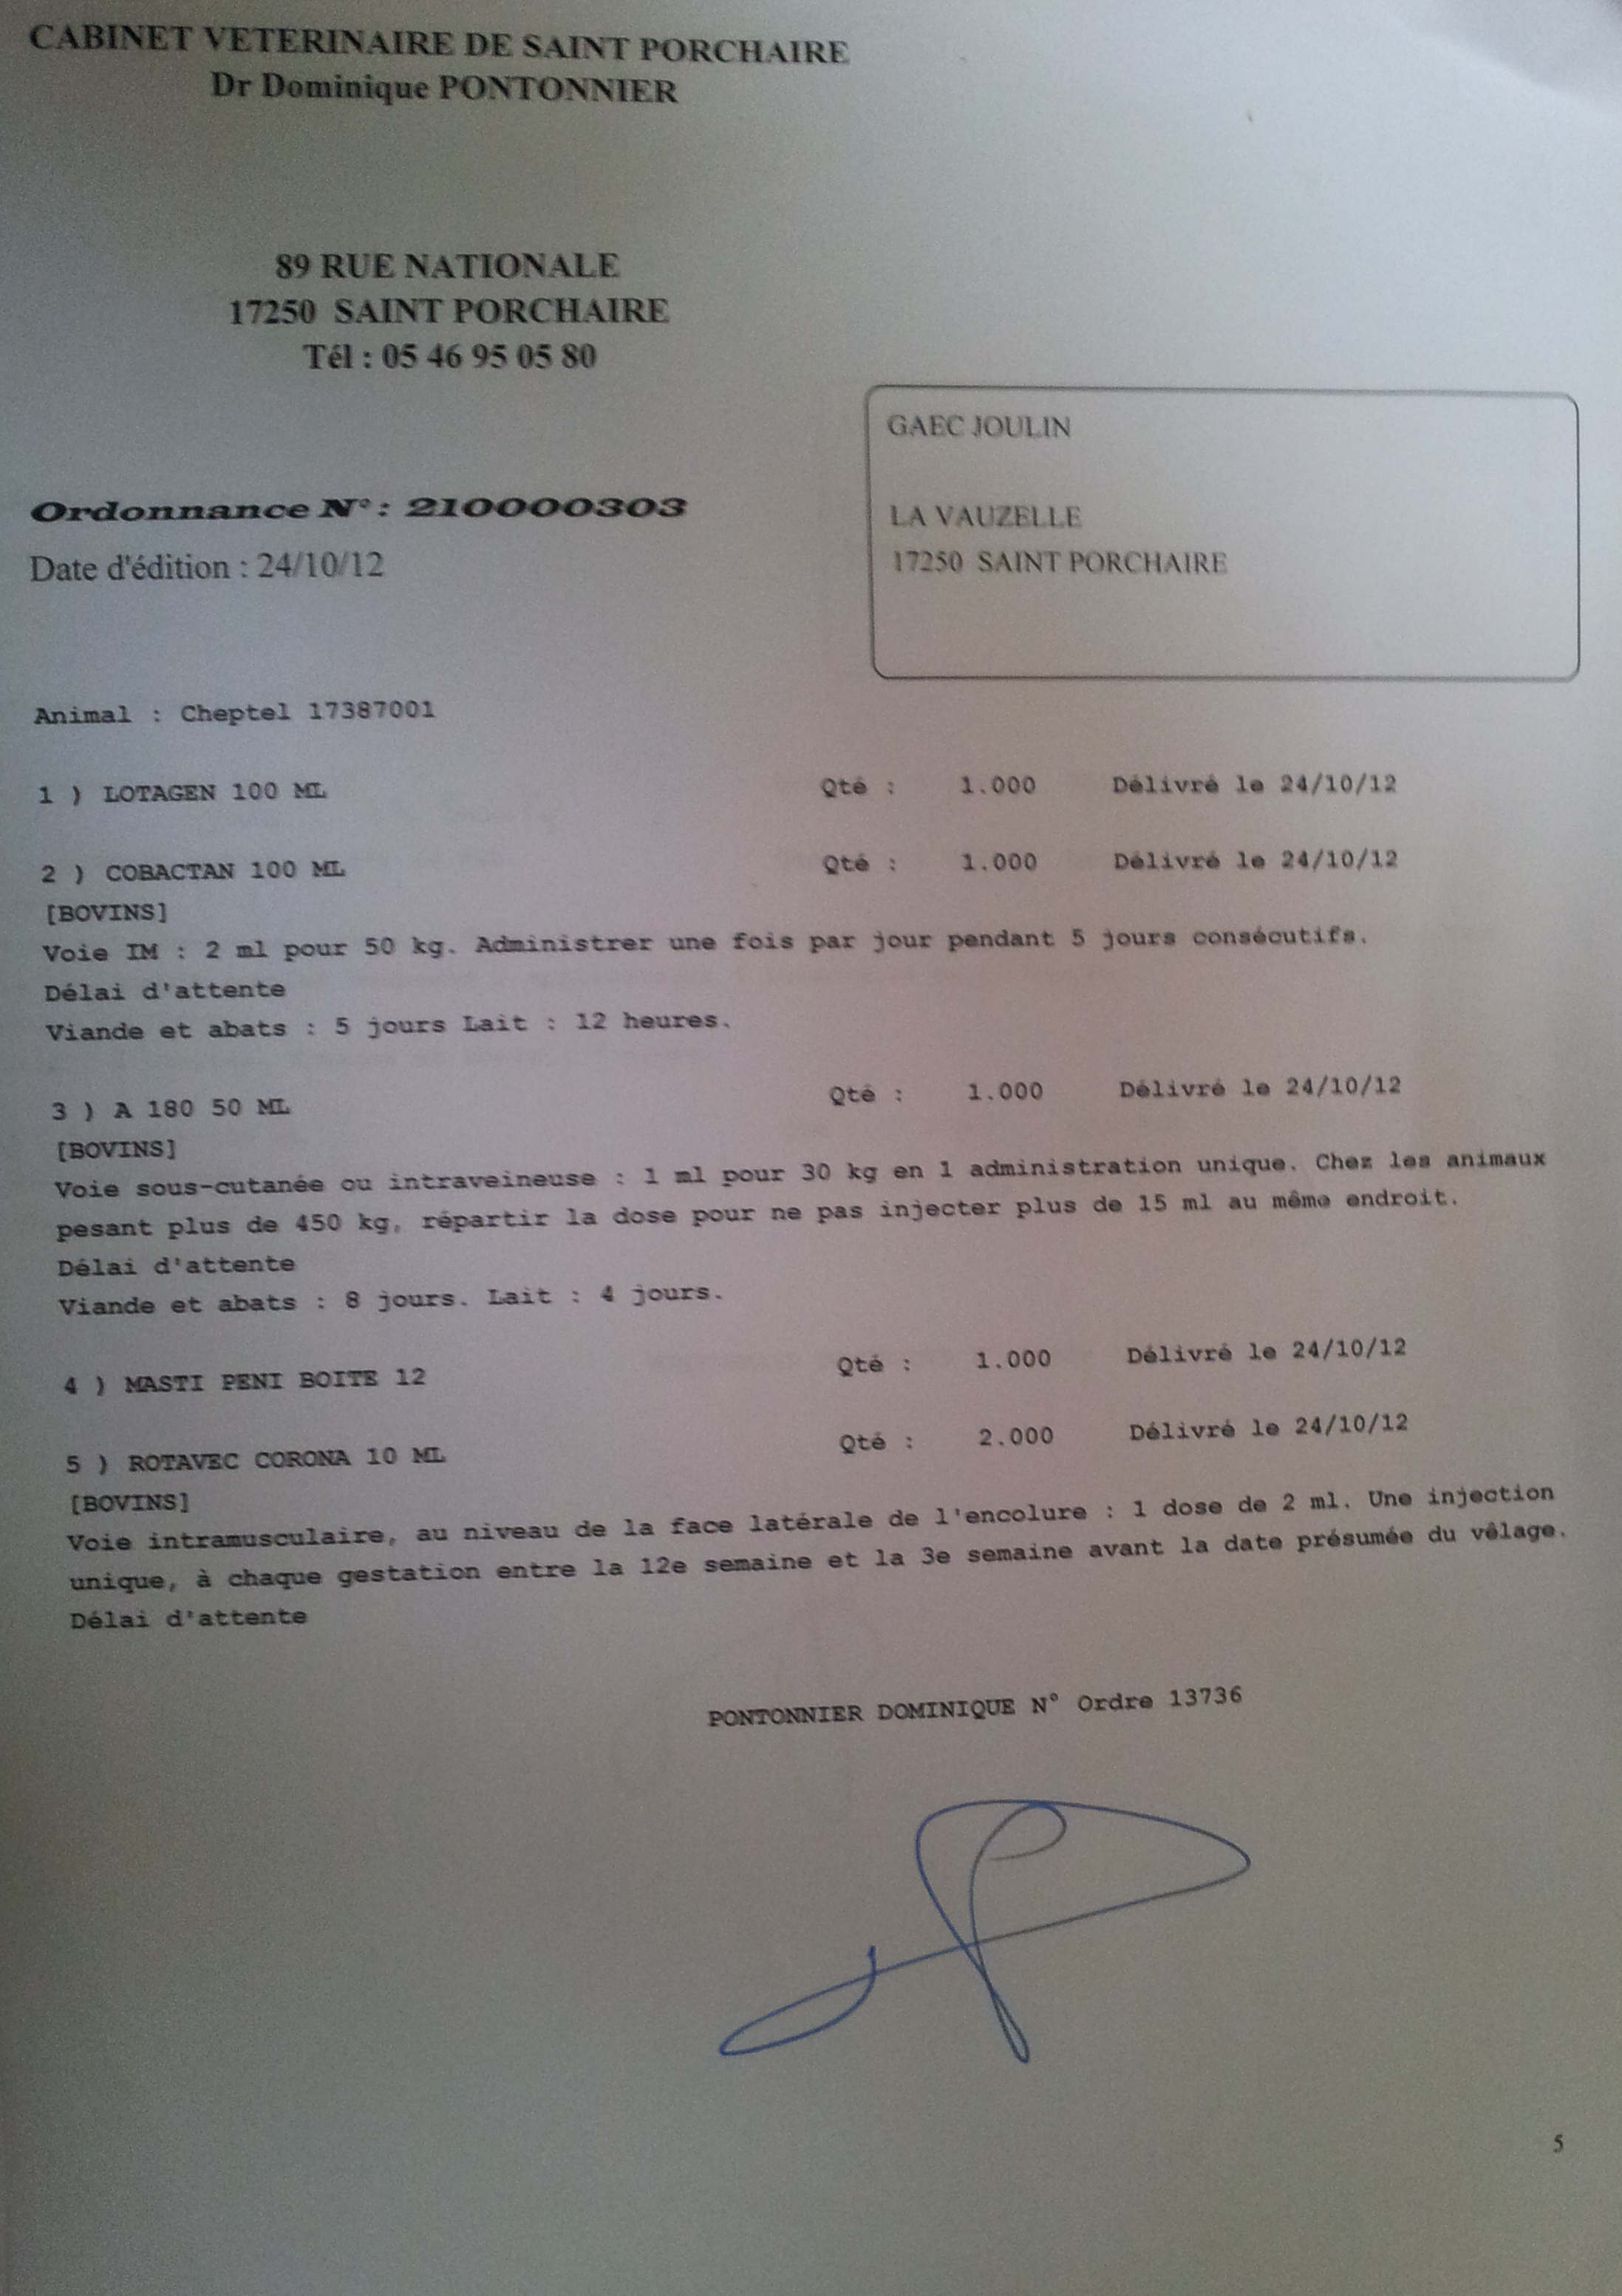 CABINET VETERINAIRE DE SAINT PORCHAIRE
Dr Dominique PONTONNIER
89 RUE NATIONALE
17250 SAINT PORCHAIRE
Tél : 05 46 95 05 80
GAEC JOULIN
LA VAUZELLE
17250 SAINT PORCHAIRE
Ordonnance N° : 210000303
Date d'édition : 24/10/12
Animal : Cheptel 17387001
1 ) LOTAGEN 100 ML Qté : 1.000 Délivré le 24/10/12
2 ) COBACTAN 100 ML Qté : 1.000 Délivré le 24/10/12
[BOVINS]
Voie IM : 2 ml pour 50 kg. Administrer une fois par jour pendant 5 jours consécutifs.
Délai d'attente
Viande et abats : 5 jours Lait : 12 heures.
3 ) A 180 50 ML Qté : 1.000 Délivré le 24/10/12
[BOVINS]
Voie sous-cutanée ou intraveineuse : 1 ml pour 30 kg en 1 administration unique. Chez les animaux
pesant plus de 450 kg, répartir la dose pour ne pas injecter plus de 15 ml au même endroit.
Délai d'attente
Viande et abats : 8 jours. Lait : 4 jours.
4 ) MASTI PENI BOITE 12 Qté : 1.000 Délivré le 24/10/12
5 ) ROTAVEC CORONA 10 ML Qté : 2.000 Délivré le 24/10/12
[BOVINS]
Voie intramusculaire, au niveau de la face latérale de l'encolure : 1 dose de 2 ml. Une injection
unique, à chaque gestation entre la 12e semaine et la 3e semaine avant la date présumée du vêlage.
Délai d'attente
PONTONNIER DOMINIQUE N° Ordre 13736
5